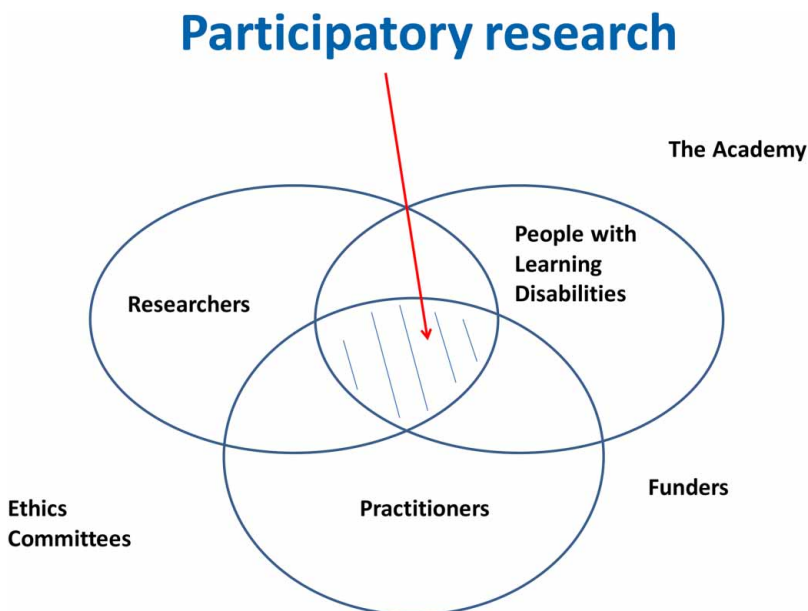 Participatory research
The Academy
People with
Learning
Disabilities
Researchers
Funders
Ethics
Committees
Practitioners